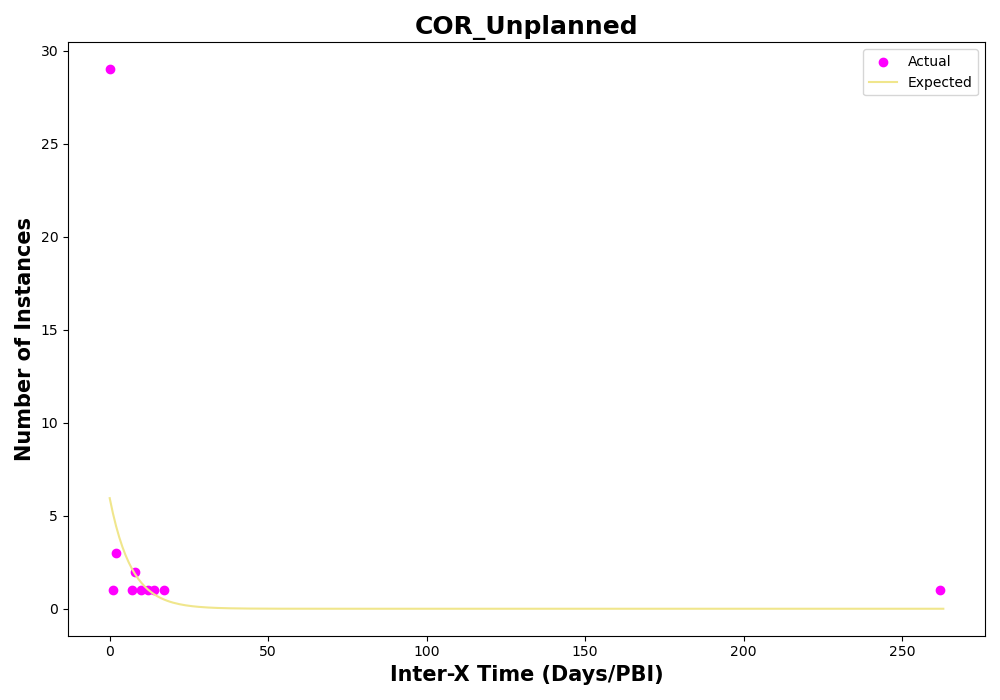 COR_Unplanned
30
25
20
15
10
5
0
Number of Instances
Actual
Expected
0 50 100 150 200 250
Inter-X Time (Days/PBI)